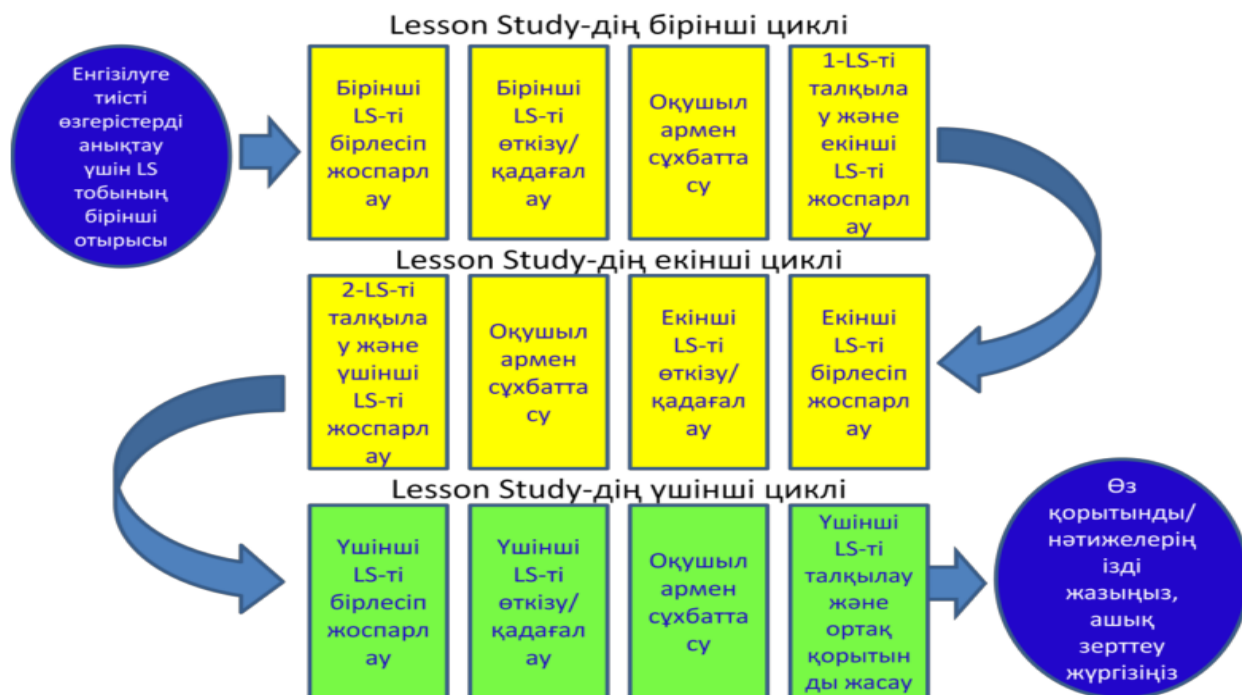 Lesson Study-дің бірінші циклі
Енгізілуге
тиісті
өзгерістерді
анықтау
үшін LS
тобының
бірінші
отырысы
Бірінші
LS-ті
бірлесіп
жоспарл
ау
Бірінші
LS-ті
өткізу/
қадағал
ау
Оқушыл
армен
сұхбатта
су
1-LS-ті
талқыла
у және
екінші
LS-ті
жоспарл
ау
Lesson Study-дің екінші циклі
2-LS-ті
талқыла
у және
үшінші
LS-ті
жоспарл
ау
Оқушыл
армен
сұхбатта
су
Екінші
LS-ті
өткізу/
қадағал
ау
Екінші
LS-ті
бірлесіп
жоспарл
ау
Lesson Study-дің үшінші циклі
Үшінші
LS-ті
бірлесіп
жоспарл
ау
Үшінші
LS-ті
өткізу/
қадағал
ау
Оқушыл
армен
сұхбатта
су
Үшінші
LS-ті
талқылау
және
ортақ
қорытын
ды жасау
Өз
қорытынды/
нәтижелерің
ізді
жазыңыз,
ашық
зерттеу
жүргізіңіз